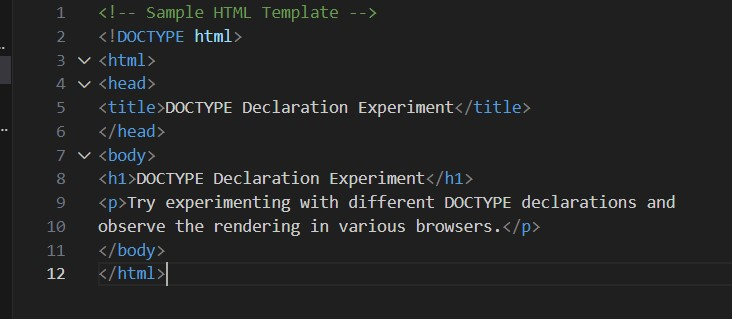 1 <!-- Sample HTML Template -->
2 <!DOCTYPE html>
3 <html>
4 <head>
5 <title>DOCTYPE Declaration Experiment</title>
6 </head>
7 <body>
8 <h1>DOCTYPE Declaration Experiment</h1>
9 <p>Try experimenting with different DOCTYPE declarations and
10 observe the rendering in various browsers.</p>
11 </body>
12 </html>